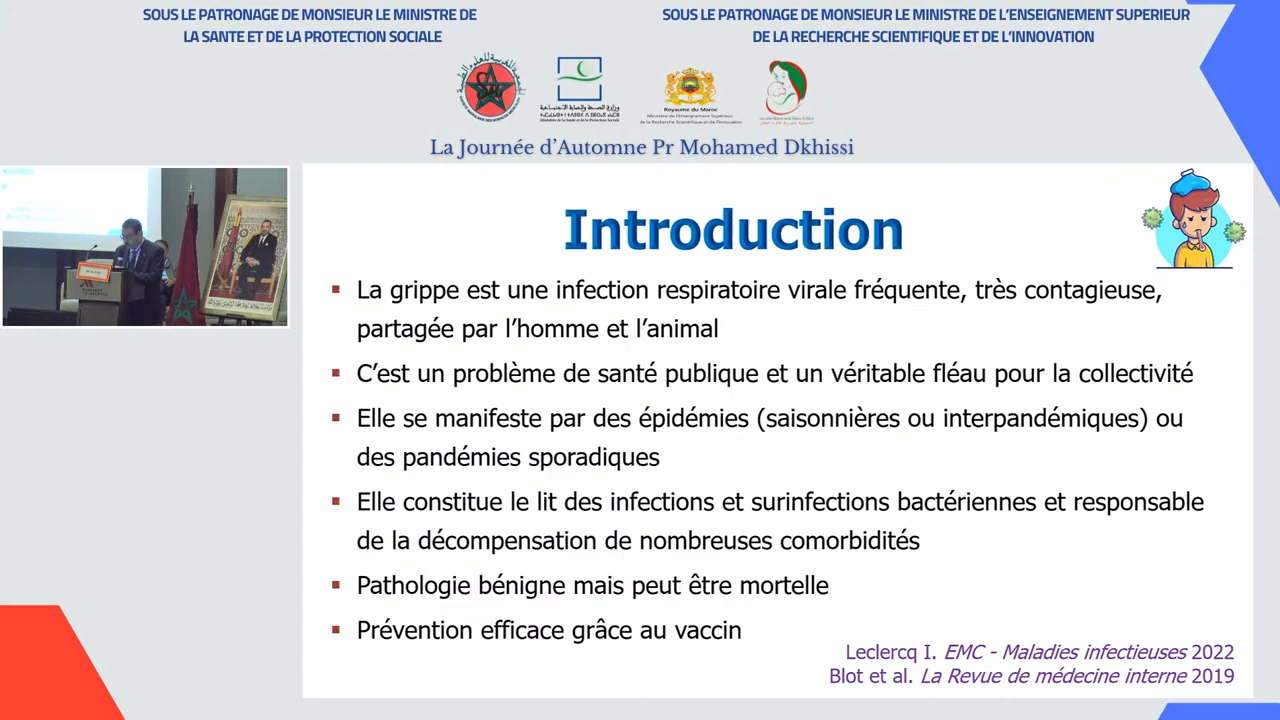 SOUS LE PATRONAGE DE MONSIEUR LE MINISTRE DE
LA SANTE ET DE LA PROTECTION SOCIALE
SOUS LE PATRONAGE DE MONSIEUR LE MINISTRE DE L'ENSEIGNEMENT SUPERIEUR
DE LA RECHERCHE SCIENTIFIQUE ET DE L'INNOVATION
Royaume du Maroc
La Journée d'Automne Pr Mohamed Dkhissi
Introduction
▪ La grippe est une infection respiratoire virale fréquente, très contagieuse,
partagée par l'homme et l'animal
▪ C'est un problème de santé publique et un véritable fléau pour la collectivité
▪ Elle se manifeste par des épidémies (saisonnières ou interpandémiques) ou
des pandémies sporadiques
▪ Elle constitue le lit des infections et surinfections bactériennes et responsable
de la décompensation de nombreuses comorbidités
▪ Pathologie bénigne mais peut être mortelle
▪ Prévention efficace grâce au vaccin
Leclercq I. EMC - Maladies infectieuses 2022
Blot et al. La Revue de médecine interne 2019